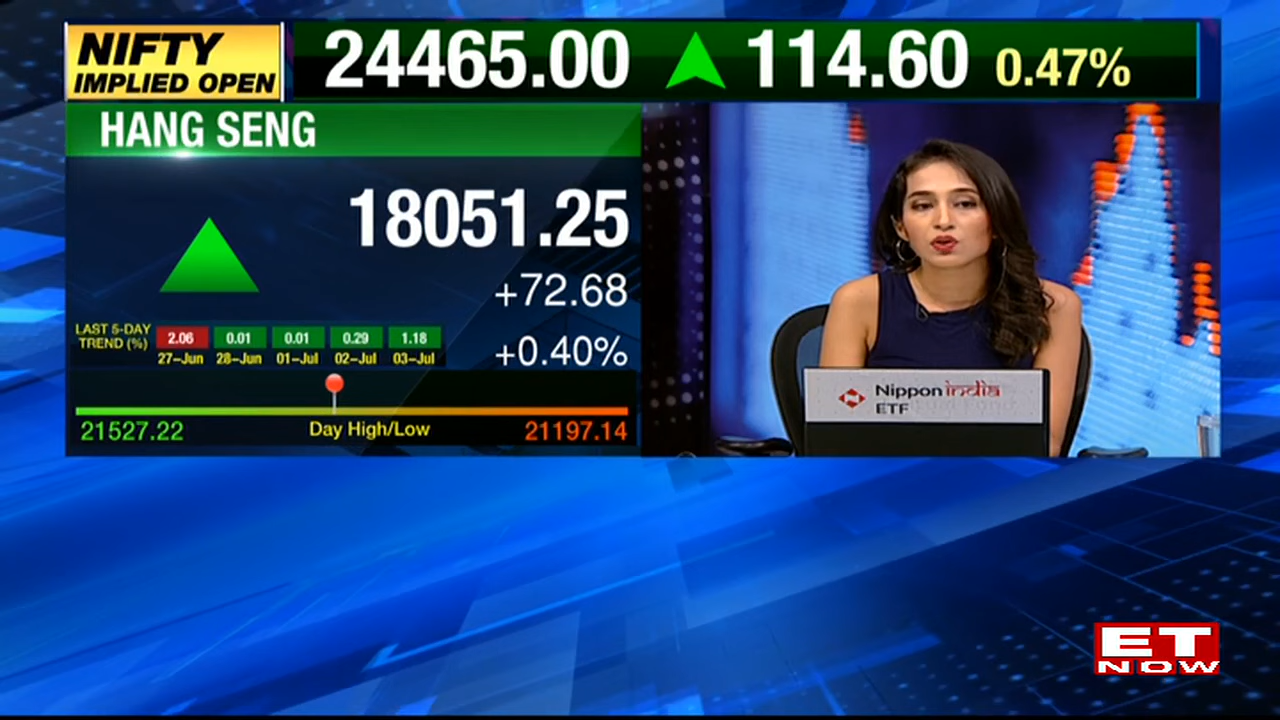 NIFTY
IMPLIED OPEN
24465.00 114.60 0.47%
HANG SENG
18051.25
+72.68
+0.40%
LAST 5-DAY
TREND (%)
2.06 0.01 0.01 0.29 1.18
27-Jun 28-Jun 01-Jul 02-Jul 03-Jul
21527.22 Day High/Low 21197.14
Nippon india
ETF
ET
NOW